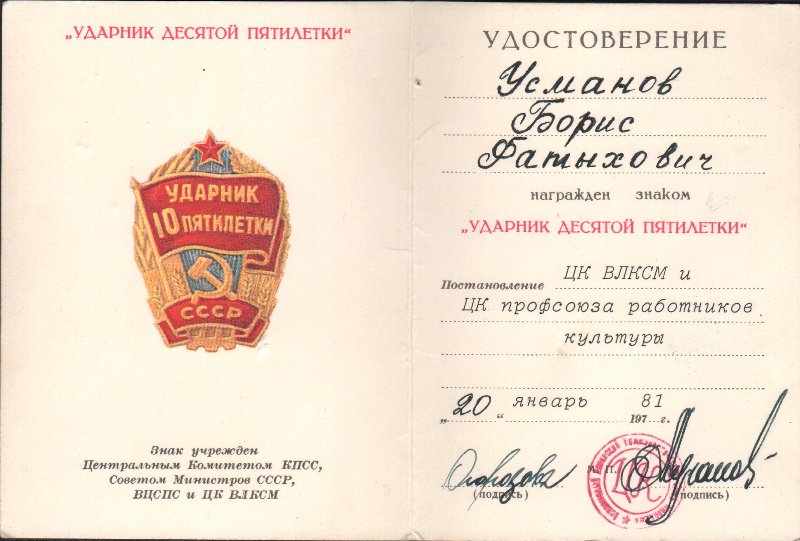 „УДАРНИК ДЕСЯТОЙ ПЯТИЛЕТКИ"
УДАРНИК
10 ПЯТИЛЕТКИ
СССР
Знак учрежден
Центральным Комитетом КПСС,
Советом Министров СССР,
ВЦСПС и ЦК ВЛКСМ
УДОСТОВЕРЕНИЕ
Усманов
Борис
Фатыхович
награжден знаком
„УДАРНИК ДЕСЯТОЙ ПЯТИЛЕТКИ"
Постановление ЦК ВЛКСМ и
ЦК профсоюза работников
культуры
„20" январь 81 197 г.
М. П.
(подпись) (подпись)